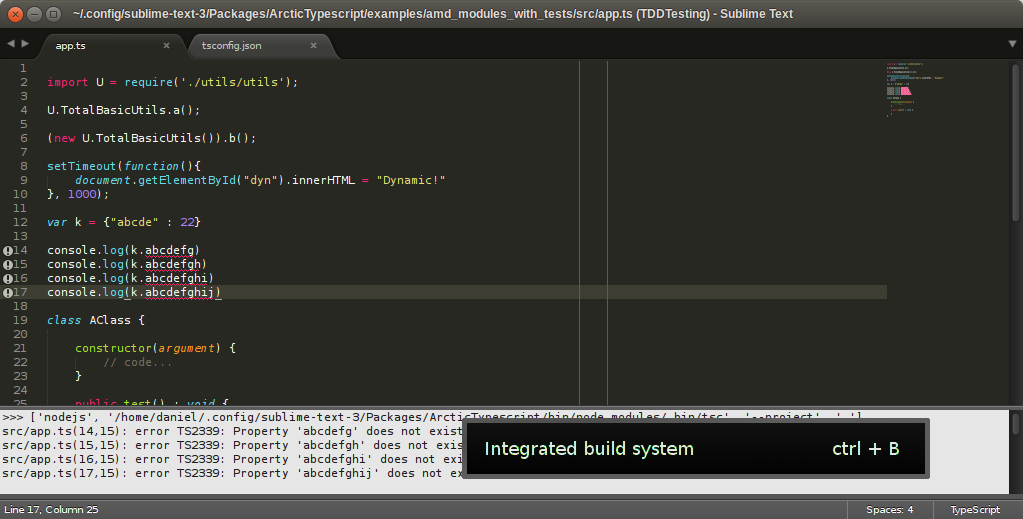 ~/.config/sublime-text-3/Packages/ArcticTypescript/examples/amd_modules_with_tests/src/app.ts (TDDTesting) - Sublime Text
app.ts × tsconfig.json ×
1
2 import U = require('./utils/utils');
3
4 U.TotalBasicUtils.a();
5
6 (new U.TotalBasicUtils()).b();
7
8 setTimeout(function(){
9 document.getElementById("dyn").innerHTML = "Dynamic!"
10 }, 1000);
11
12 var k = {"abcde" : 22}
13
14 console.log(k.abcdefg)
15 console.log(k.abcdefgh)
16 console.log(k.abcdefghi)
17 console.log(k.abcdefghij)
18
19 class AClass {
20
21 constructor(argument) {
22 // code...
23 }
24
25 public test() : void {
>>> ['nodejs', '/home/daniel/.config/sublime-text-3/Packages/ArcticTypescript/bin/node_modules/.bin/tsc', '--project', '.']
src/app.ts(14,15): error TS2339: Property 'abcdefg' does not exist
src/app.ts(15,15): error TS2339: Property 'abcdefgh' does not exis
src/app.ts(16,15): error TS2339: Property 'abcdefghi' does not exi
src/app.ts(17,15): error TS2339: Property 'abcdefghij' does not ex
Integrated build system ctrl + B
Line 17, Column 25 Spaces: 4 TypeScript